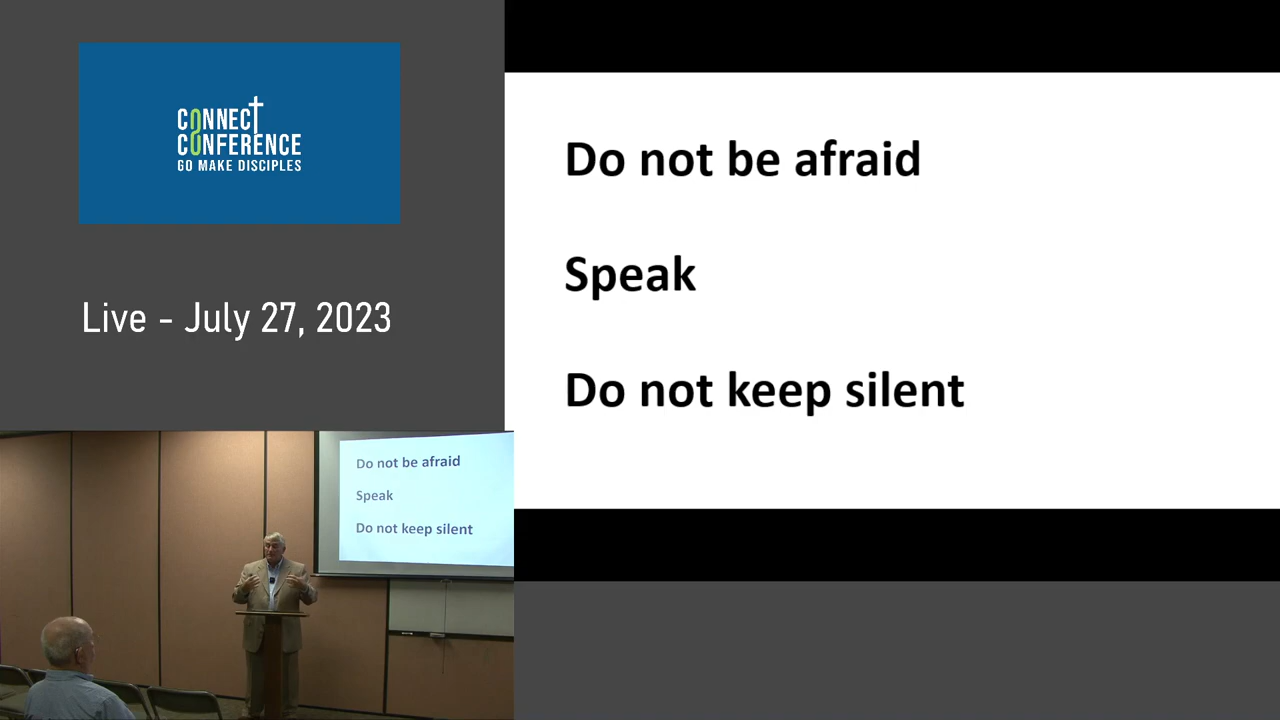 CONNECT
CONFERENCE
GO MAKE DISCIPLES
Live - July 27, 2023
Do not be afraid
Speak
Do not keep silent
Do not be afraid
Speak
Do not keep silent